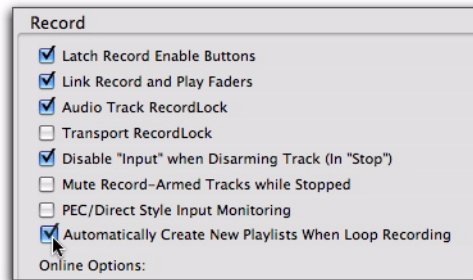 Record
Latch Record Enable Buttons
Link Record and Play Faders
Audio Track RecordLock
Transport RecordLock
Disable "Input" when Disarming Track (In "Stop")
Mute Record-Armed Tracks while Stopped
PEC/Direct Style Input Monitoring
Automatically Create New Playlists When Loop Recording
Online Options: